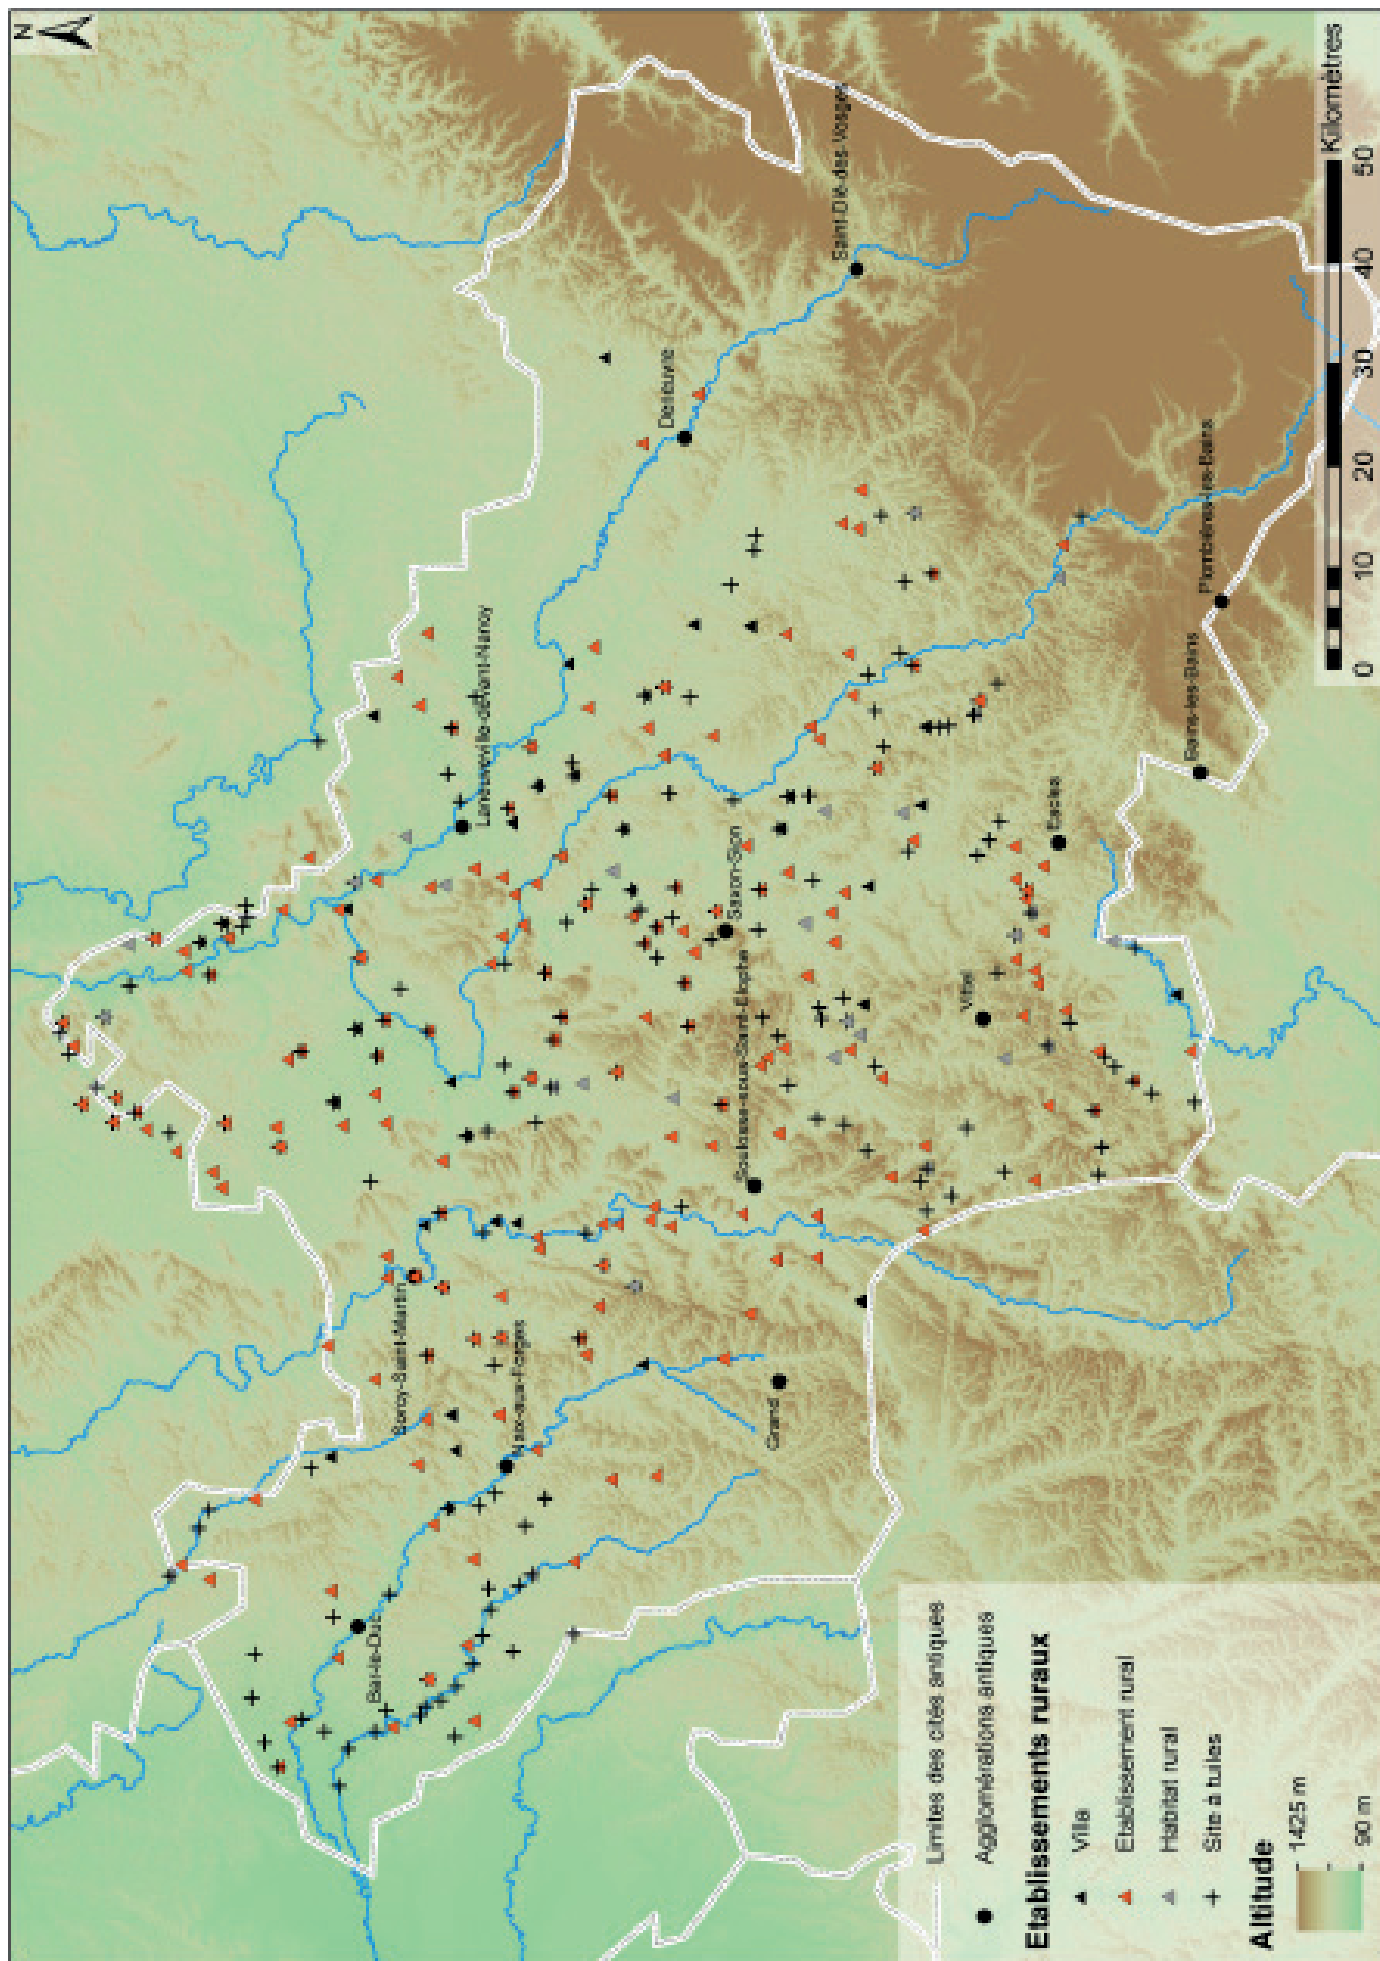 N
Saint-Dié-des-Vosges
Deneuvre
Laneuveville-devant-Nancy
Plombières-les-Bains
Bains-les-Bains
Escles
Saxon-Sion
Vittel
Soulosse-sous-Saint-Elophe
Sorcy-Saint-Martin
Naix-aux-Forges
Grand
Bar-le-Duc
Limites des cités antiques
Agglomérations antiques
Etablissements ruraux
Villa
Etablissement rural
Habitat rural
Site à tuiles
Altitude
1425 m
90 m
Kilomètres
0 10 20 30 40 50